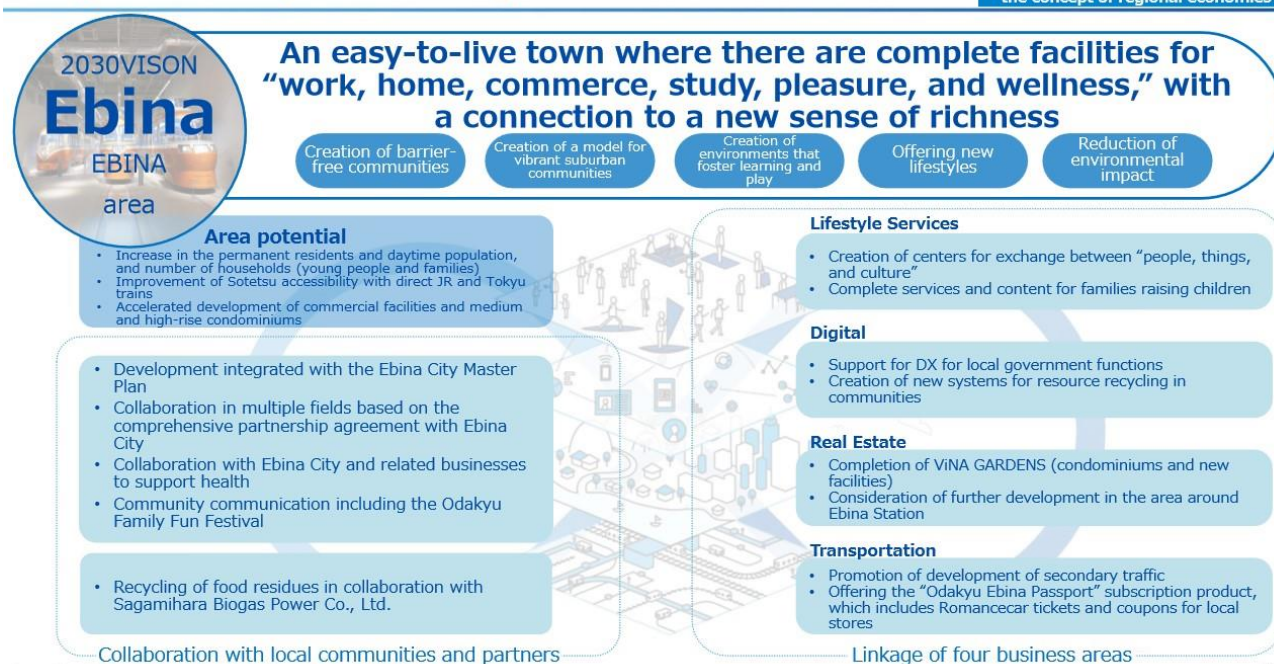 the concept of regional economics
2030VISON
Ebina
EBINA
area
An easy-to-live town where there are complete facilities for
“work, home, commerce, study, pleasure, and wellness,” with
a connection to a new sense of richness
Creation of barrier-
free communities
Creation of a model for
vibrant suburban
communities
Creation of
environments that
foster learning and
play
Offering new
lifestyles
Reduction of
environmental
impact
Area potential
• Increase in the permanent residents and daytime population,
and number of households (young people and families)
• Improvement of Sotetsu accessibility with direct JR and Tokyu
trains
• Accelerated development of commercial facilities and medium
and high-rise condominiums
• Development integrated with the Ebina City Master
Plan
• Collaboration in multiple fields based on the
comprehensive partnership agreement with Ebina
City
• Collaboration with Ebina City and related businesses
to support health
• Community communication including the Odakyu
Family Fun Festival
• Recycling of food residues in collaboration with
Sagamihara Biogas Power Co., Ltd.
Collaboration with local communities and partners
Lifestyle Services
• Creation of centers for exchange between “people, things,
and culture”
• Complete services and content for families raising children
Digital
• Support for DX for local government functions
• Creation of new systems for resource recycling in
communities
Real Estate
• Completion of ViNA GARDENS (condominiums and new
facilities)
• Consideration of further development in the area around
Ebina Station
Transportation
• Promotion of development of secondary traffic
• Offering the “Odakyu Ebina Passport” subscription product,
which includes Romancecar tickets and coupons for local
stores
Linkage of four business areas